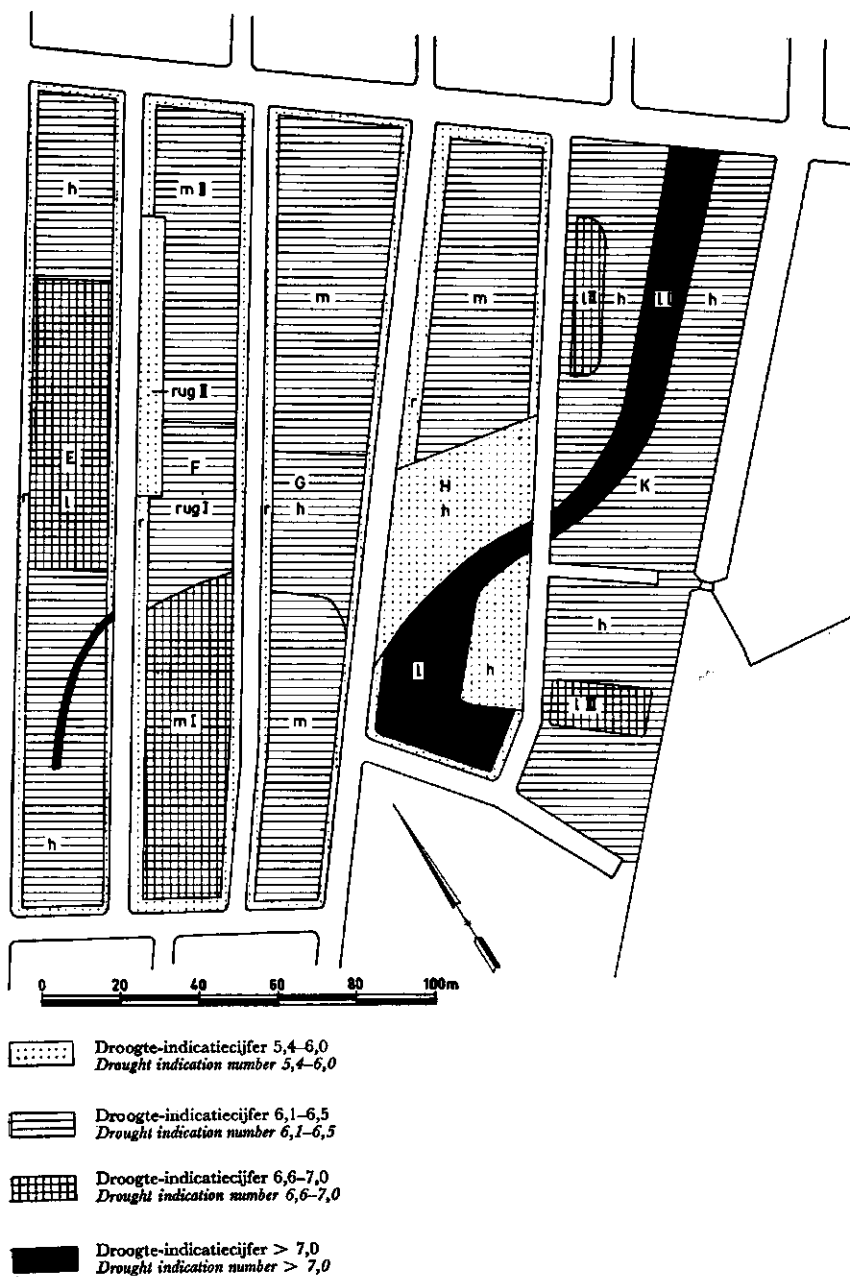 h
m II
m
m
l II
h
l I
h
r
rug II
E
l
F
G
H
h
K
r
r
rug I
r
h
h
l
h
m I
m
l III
h
0 20 40 60 80 100m
Droogte-indicatiecijfer 5,4–6,0
Drought indication number 5,4–6,0
Droogte-indicatiecijfer 6,1–6,5
Drought indication number 6,1–6,5
Droogte-indicatiecijfer 6,6–7,0
Drought indication number 6,6–7,0
Droogte-indicatiecijfer > 7,0
Drought indication number > 7,0